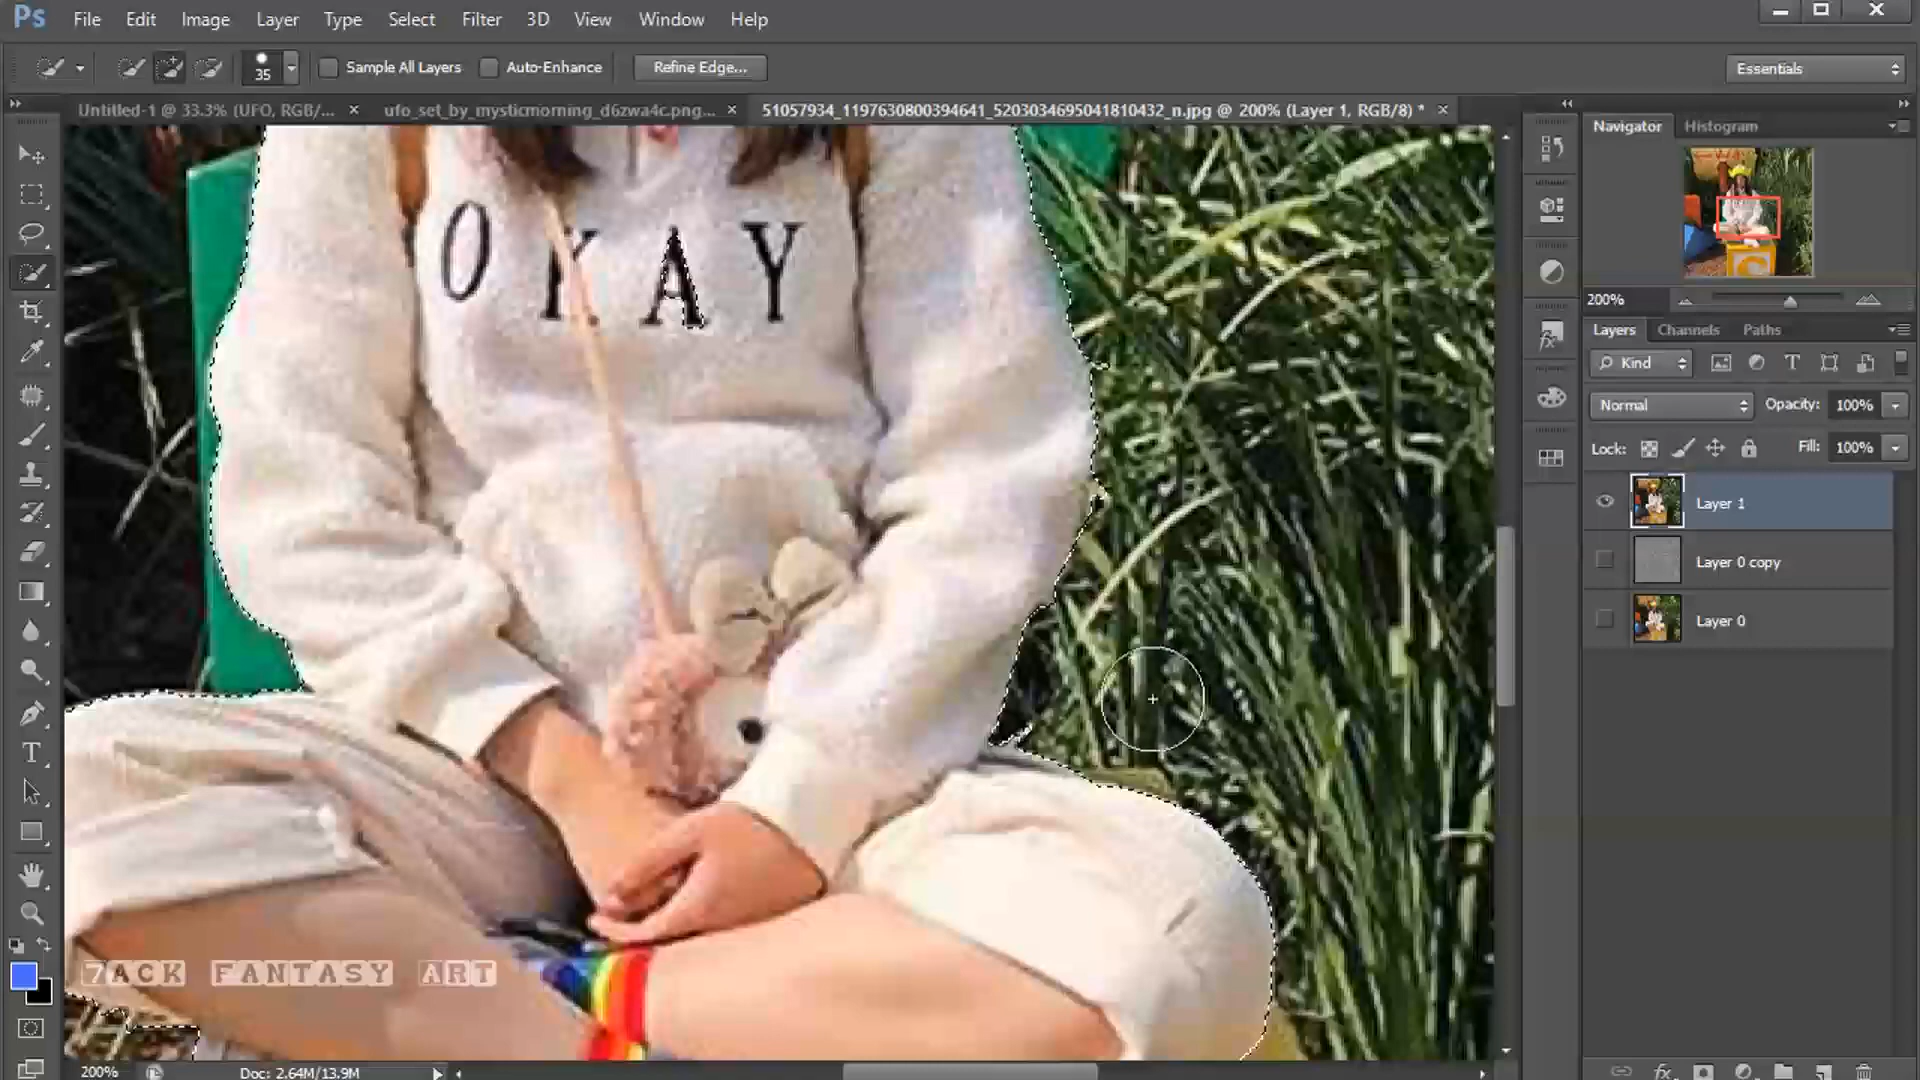 Ps File Edit Image Layer Type Select Filter 3D View Window Help
35 Sample All Layers Auto-Enhance Refine Edge... Essentials
Untitled-1 @ 33.3% (UFO, RGB/... × ufo_set_by_mysticmorning_d6zwa4c.png... × 51057934_1197630800394641_5203034695041810432_n.jpg @ 200% (Layer 1, RGB/8) * ×
Navigator Histogram
OKAY
200%
Layers Channels Paths
Kind
Normal Opacity: 100%
Lock: Fill: 100%
Layer 1
Layer 0 copy
Layer 0
7ACK FANTASY ART
200% Doc: 2.64M/13.9M